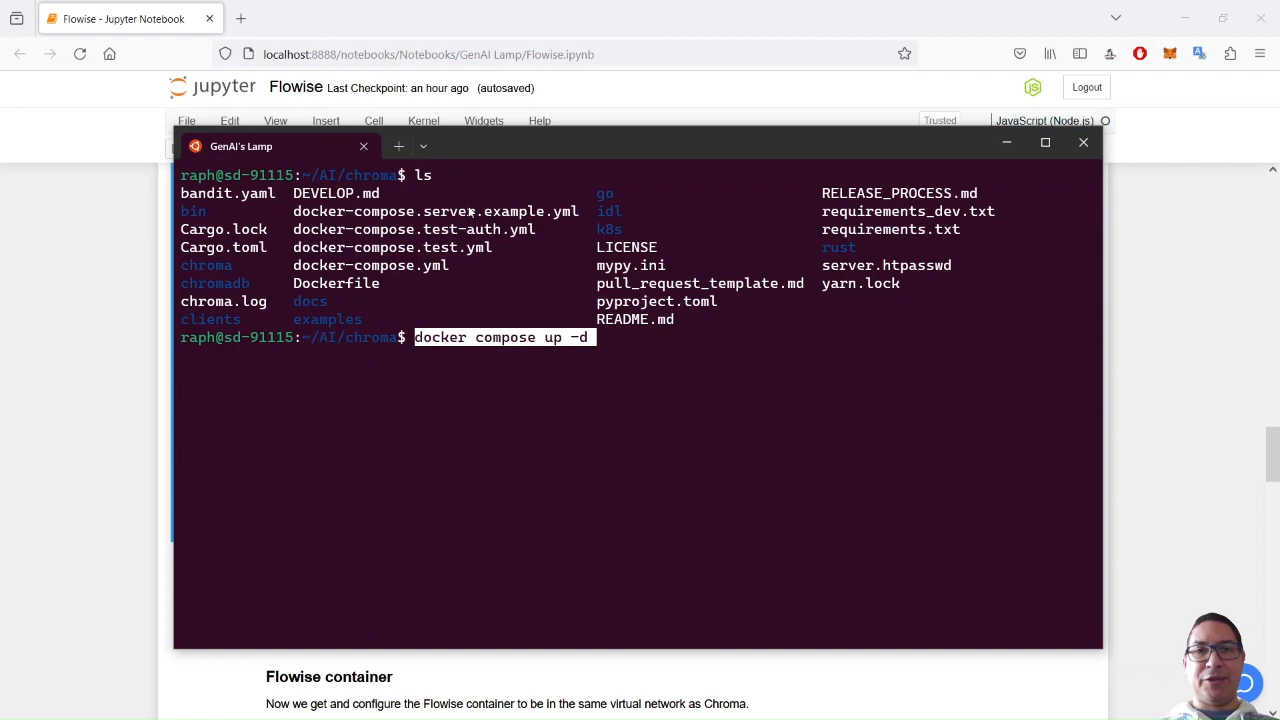 Flowise - Jupyter Notebook
localhost:8888/notebooks/Notebooks/GenAI Lamp/Flowise.ipynb
jupyter Flowise Last Checkpoint: an hour ago (autosaved)
Logout
File Edit View Insert Cell Kernel Widgets Help
Trusted
JavaScript (Node.js)
GenAI's Lamp
raph@sd-91115:~/AI/chroma$ ls
bandit.yaml DEVELOP.md go RELEASE_PROCESS.md
bin docker-compose.server.example.yml idl requirements_dev.txt
Cargo.lock docker-compose.test-auth.yml k8s requirements.txt
Cargo.toml docker-compose.test.yml LICENSE rust
chroma docker-compose.yml mypy.ini server.htpasswd
chromadb Dockerfile pull_request_template.md yarn.lock
chroma.log docs pyproject.toml
clients examples README.md
raph@sd-91115:~/AI/chroma$ docker compose up -d
Flowise container
Now we get and configure the Flowise container to be in the same virtual network as Chroma.